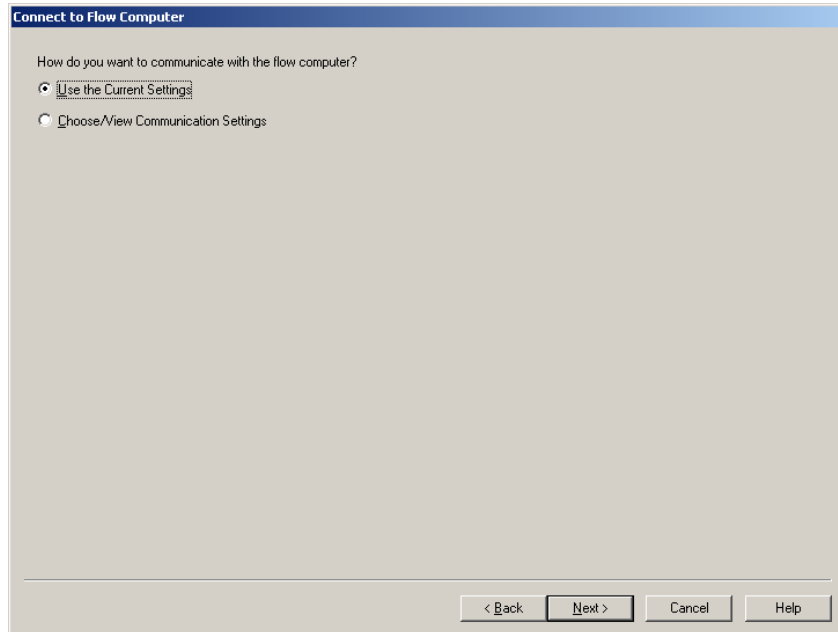 Connect to Flow Computer
How do you want to communicate with the flow computer?
Use the Current Settings
Choose/View Communication Settings
< Back Next > Cancel Help